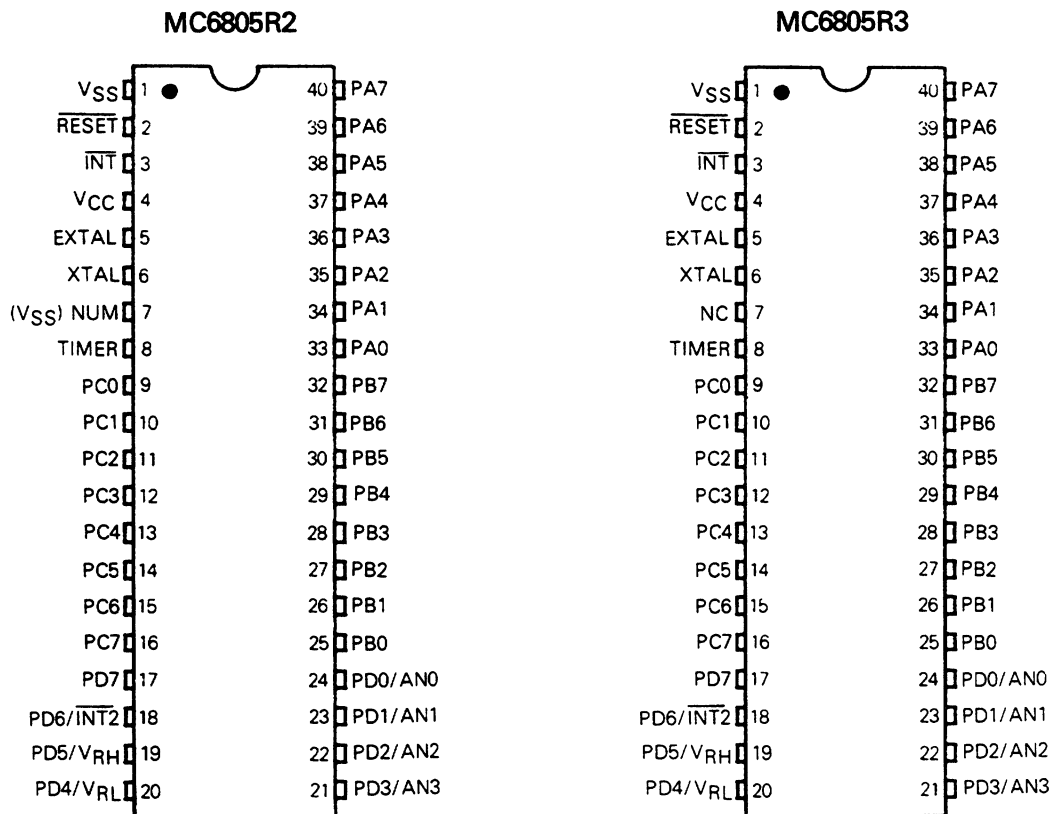 MC6805R2
VSS 1 40 PA7
RESET 2 39 PA6
INT 3 38 PA5
VCC 4 37 PA4
EXTAL 5 36 PA3
XTAL 6 35 PA2
(VSS) NUM 7 34 PA1
TIMER 8 33 PA0
PC0 9 32 PB7
PC1 10 31 PB6
PC2 11 30 PB5
PC3 12 29 PB4
PC4 13 28 PB3
PC5 14 27 PB2
PC6 15 26 PB1
PC7 16 25 PB0
PD7 17 24 PD0/AN0
PD6/INT2 18 23 PD1/AN1
PD5/VRH 19 22 PD2/AN2
PD4/VRL 20 21 PD3/AN3
MC6805R3
VSS 1 40 PA7
RESET 2 39 PA6
INT 3 38 PA5
VCC 4 37 PA4
EXTAL 5 36 PA3
XTAL 6 35 PA2
NC 7 34 PA1
TIMER 8 33 PA0
PC0 9 32 PB7
PC1 10 31 PB6
PC2 11 30 PB5
PC3 12 29 PB4
PC4 13 28 PB3
PC5 14 27 PB2
PC6 15 26 PB1
PC7 16 25 PB0
PD7 17 24 PD0/AN0
PD6/INT2 18 23 PD1/AN1
PD5/VRH 19 22 PD2/AN2
PD4/VRL 20 21 PD3/AN3